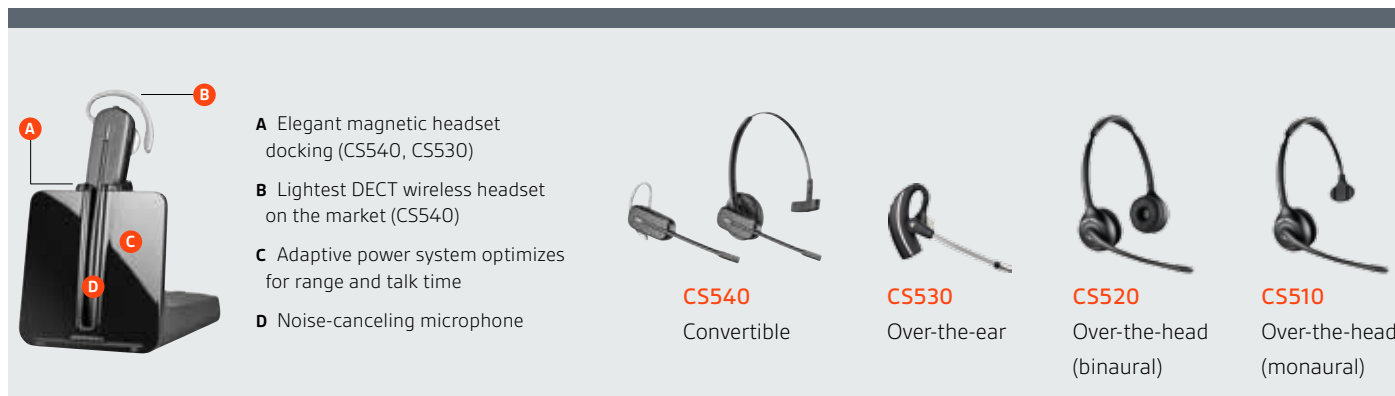 A
B
C
D
A Elegant magnetic headset
docking (CS540, CS530)
B Lightest DECT wireless headset
on the market (CS540)
C Adaptive power system optimizes
for range and talk time
D Noise-canceling microphone
CS540
Convertible
CS530
Over-the-ear
CS520
Over-the-head
(binaural)
CS510
Over-the-head
(monaural)